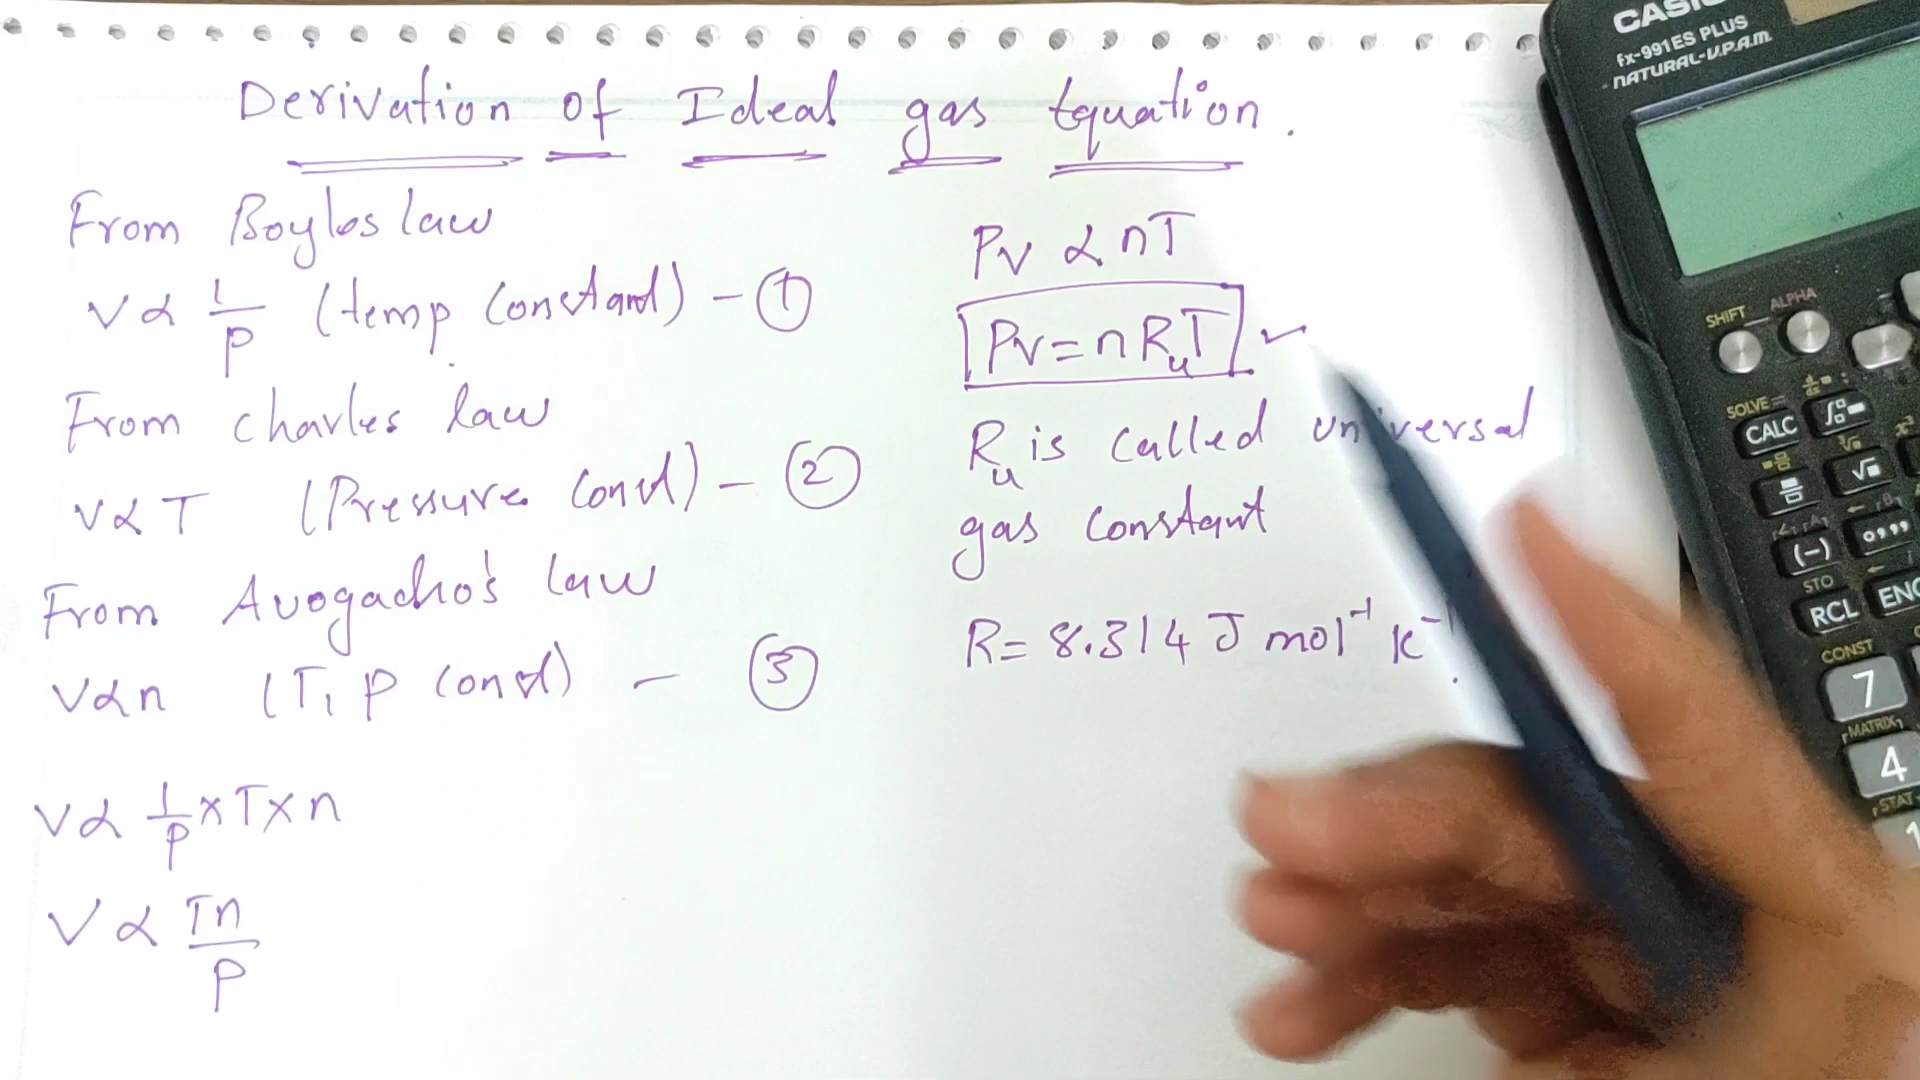 Derivation of Ideal gas Equation.
From Boyles law
V α 1/P (temp constant) - ①
From charles law
V α T (Pressure const) - ②
From Avogadro's law
V α n (T, P const) - ③
V α 1/P × T × n
V α Tn/P
PV α nT
PV = nRᵤT ✓
Rᵤ is called universal
gas constant
R = 8.314 J mol⁻¹ K⁻¹.
CASIO
fx-991ES PLUS
NATURAL-V.P.A.M.
SHIFT ALPHA
SOLVE =
CALC
(−)
STO
RCL ENG
CONST
7
MATRIX
4
STAT
1